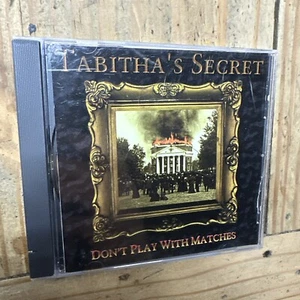 TABITHA'S SECRET
DON'T PLAY WITH MATCHES